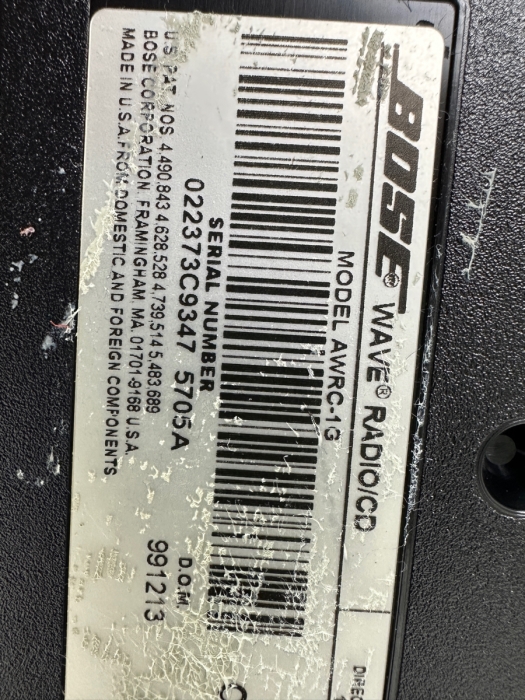 BOSE® WAVE® RADIO/CD
MODEL AWRC-1G
SERIAL NUMBER
022373C9347 5705A
D.O.M.
991213
U.S. PAT. NOS. 4,490,843 4,628,528 4,739,514 5,483,689
BOSE CORPORATION, FRAMINGHAM, MA. 01701-9168 U.S.A.
MADE IN U.S.A. FROM DOMESTIC AND FOREIGN COMPONENTS